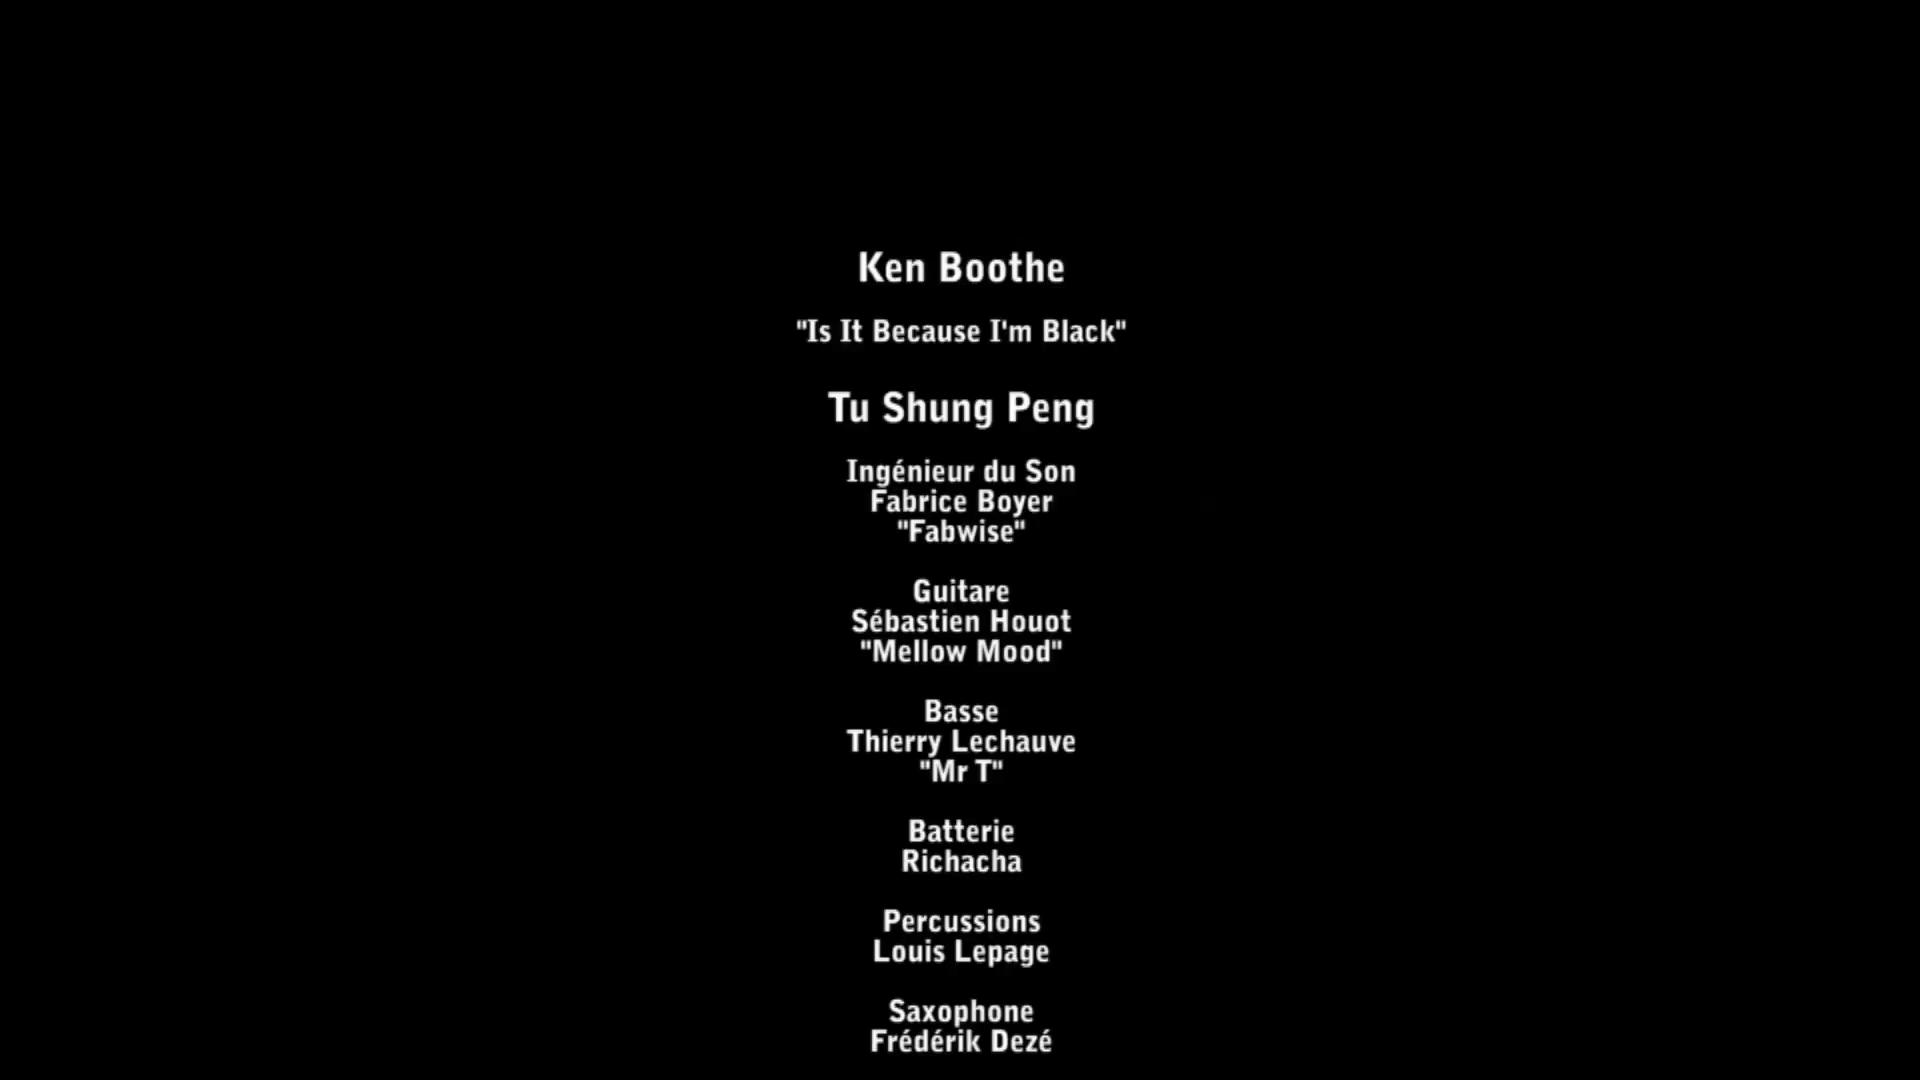 Ken Boothe
"Is It Because I'm Black"
Tu Shung Peng
Ingénieur du Son
Fabrice Boyer
"Fabwise"
Guitare
Sébastien Houot
"Mellow Mood"
Basse
Thierry Lechauve
"Mr T"
Batterie
Richacha
Percussions
Louis Lepage
Saxophone
Frédérik Dezé